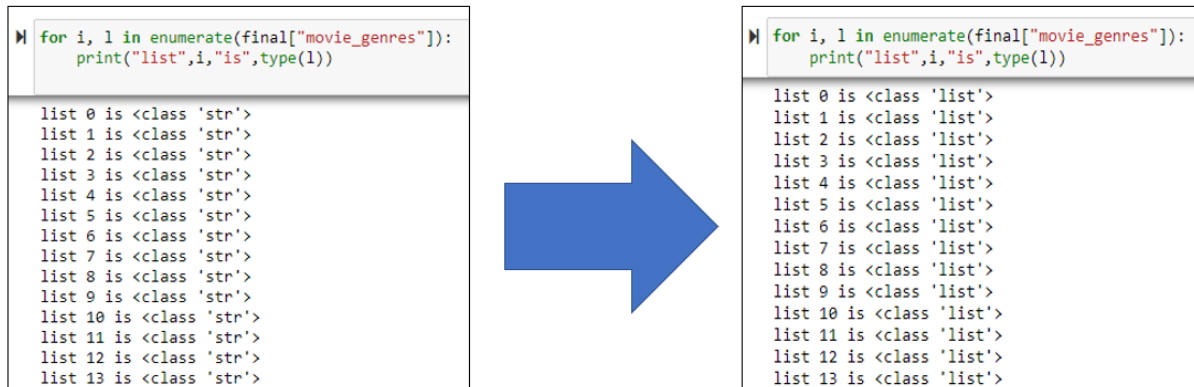 for i, l in enumerate(final["movie_genres"]):
    print("list",i,"is",type(l))
list 0 is <class 'str'>
list 1 is <class 'str'>
list 2 is <class 'str'>
list 3 is <class 'str'>
list 4 is <class 'str'>
list 5 is <class 'str'>
list 6 is <class 'str'>
list 7 is <class 'str'>
list 8 is <class 'str'>
list 9 is <class 'str'>
list 10 is <class 'str'>
list 11 is <class 'str'>
list 12 is <class 'str'>
list 13 is <class 'str'>
for i, l in enumerate(final["movie_genres"]):
    print("list",i,"is",type(l))
list 0 is <class 'list'>
list 1 is <class 'list'>
list 2 is <class 'list'>
list 3 is <class 'list'>
list 4 is <class 'list'>
list 5 is <class 'list'>
list 6 is <class 'list'>
list 7 is <class 'list'>
list 8 is <class 'list'>
list 9 is <class 'list'>
list 10 is <class 'list'>
list 11 is <class 'list'>
list 12 is <class 'list'>
list 13 is <class 'list'>